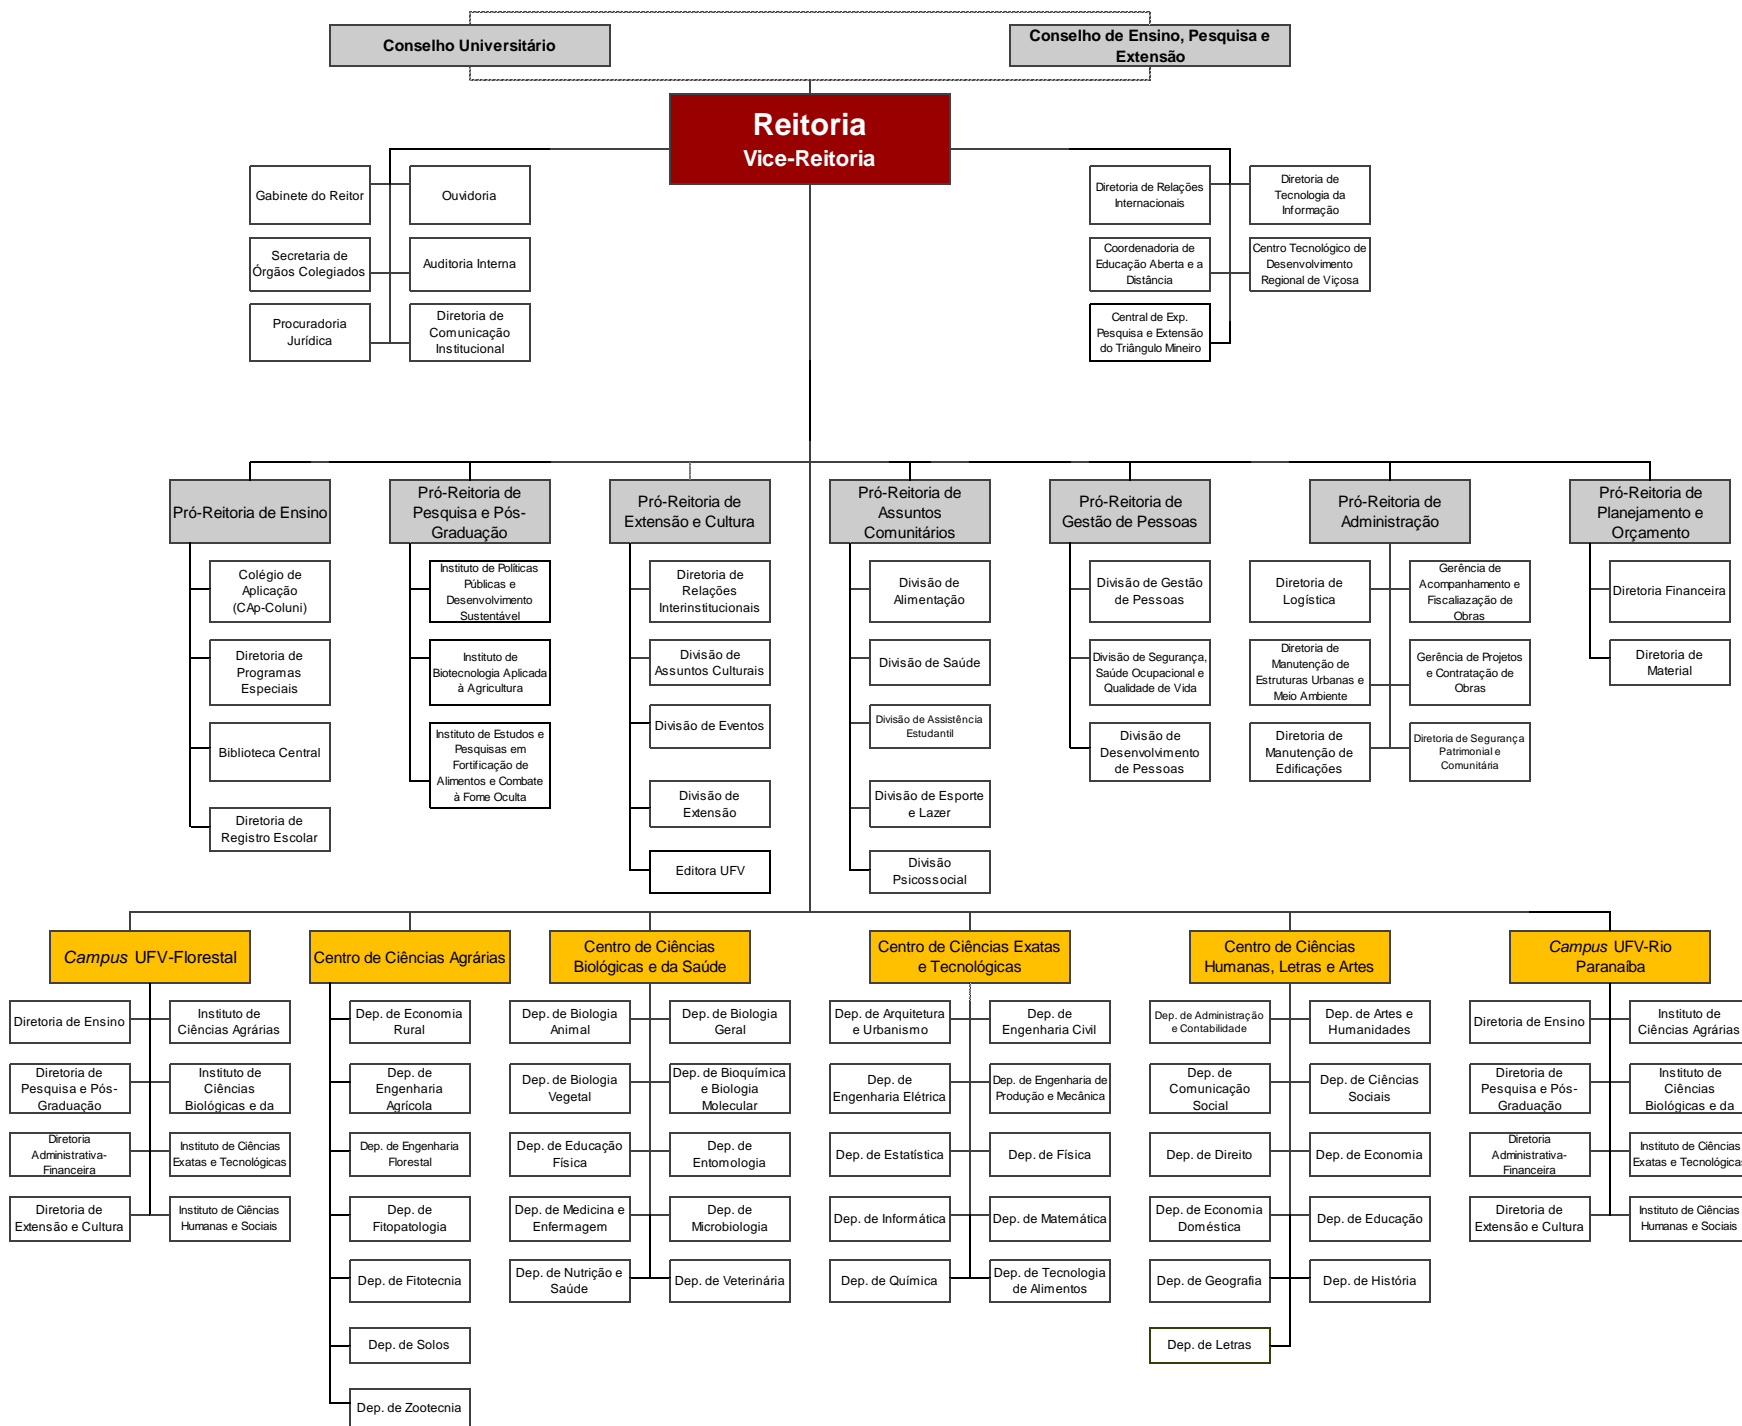 Conselho Universitário
Conselho de Ensino, Pesquisa e
Extensão
Reitoria
Vice-Reitoria
Gabinete do Reitor
Ouvidoria
Secretaria de
Órgãos Colegiados
Auditoria Interna
Procuradoria
Jurídica
Diretoria de
Comunicação
Institucional
Diretoria de Relações
Internacionais
Diretoria de
Tecnologia da
Informação
Coordenadoria de
Educação Aberta e a
Distância
Centro Tecnológico de
Desenvolvimento
Regional de Viçosa
Central de Exp.
Pesquisa e Extensão
do Triângulo Mineiro
Pró-Reitoria de Ensino
Pró-Reitoria de
Pesquisa e Pós-
Graduação
Pró-Reitoria de
Extensão e Cultura
Pró-Reitoria de
Assuntos
Comunitários
Pró-Reitoria de
Gestão de Pessoas
Pró-Reitoria de
Administração
Pró-Reitoria de
Planejamento e
Orçamento
Colégio de
Aplicação
(CAp-Coluni)
Diretoria de
Programas
Especiais
Biblioteca Central
Diretoria de
Registro Escolar
Instituto de Políticas
Públicas e
Desenvolvimento
Sustentável
Instituto de
Biotecnologia Aplicada
à Agricultura
Instituto de Estudos e
Pesquisas em
Fortificação de
Alimentos e Combate
à Fome Oculta
Diretoria de
Relações
Interinstitucionais
Divisão de
Assuntos Culturais
Divisão de Eventos
Divisão de
Extensão
Editora UFV
Divisão de
Alimentação
Divisão de Saúde
Divisão de Assistência
Estudantil
Divisão de Esporte
e Lazer
Divisão
Psicossocial
Divisão de Gestão
de Pessoas
Divisão de Segurança,
Saúde Ocupacional e
Qualidade de Vida
Divisão de
Desenvolvimento
de Pessoas
Diretoria de
Logística
Gerência de
Acompanhamento e
Fiscaliazação de
Obras
Diretoria de
Manutenção de
Estruturas Urbanas e
Meio Ambiente
Gerência de Projetos
e Contratação de
Obras
Diretoria de
Manutenção de
Edificações
Diretoria de Segurança
Patrimonial e
Comunitária
Diretoria Financeira
Diretoria de
Material
Campus UFV-Florestal
Centro de Ciências Agrárias
Centro de Ciências
Biológicas e da Saúde
Centro de Ciências Exatas
e Tecnológicas
Centro de Ciências
Humanas, Letras e Artes
Campus UFV-Rio
Paranaíba
Diretoria de Ensino
Instituto de
Ciências Agrárias
Diretoria de
Pesquisa e Pós-
Graduação
Instituto de
Ciências
Biológicas e da
Diretoria
Administrativa-
Financeira
Instituto de Ciências
Exatas e Tecnológicas
Diretoria de
Extensão e Cultura
Instituto de Ciências
Humanas e Sociais
Dep. de Economia
Rural
Dep. de
Engenharia
Agrícola
Dep. de Engenharia
Florestal
Dep. de
Fitopatologia
Dep. de Fitotecnia
Dep. de Solos
Dep. de Zootecnia
Dep. de Biologia
Animal
Dep. de Biologia
Geral
Dep. de Biologia
Vegetal
Dep. de Bioquímica
e Biologia
Molecular
Dep. de Educação
Física
Dep. de
Entomologia
Dep. de Medicina e
Enfermagem
Dep. de
Microbiologia
Dep. de Nutrição e
Saúde
Dep. de Veterinária
Dep. de Arquitetura
e Urbanismo
Dep. de
Engenharia Civil
Dep. de
Engenharia Elétrica
Dep. de Engenharia de
Produção e Mecânica
Dep. de Estatística
Dep. de Física
Dep. de Informática
Dep. de Matemática
Dep. de Química
Dep. de Tecnologia
de Alimentos
Dep. de Administração
e Contabilidade
Dep. de Artes e
Humanidades
Dep. de
Comunicação
Social
Dep. de Ciências
Sociais
Dep. de Direito
Dep. de Economia
Dep. de Economia
Doméstica
Dep. de Educação
Dep. de Geografia
Dep. de História
Dep. de Letras
Diretoria de Ensino
Instituto de
Ciências Agrárias
Diretoria de
Pesquisa e Pós-
Graduação
Instituto de
Ciências
Biológicas e da
Diretoria
Administrativa-
Financeira
Instituto de Ciências
Exatas e Tecnológicas
Diretoria de
Extensão e Cultura
Instituto de Ciências
Humanas e Sociais